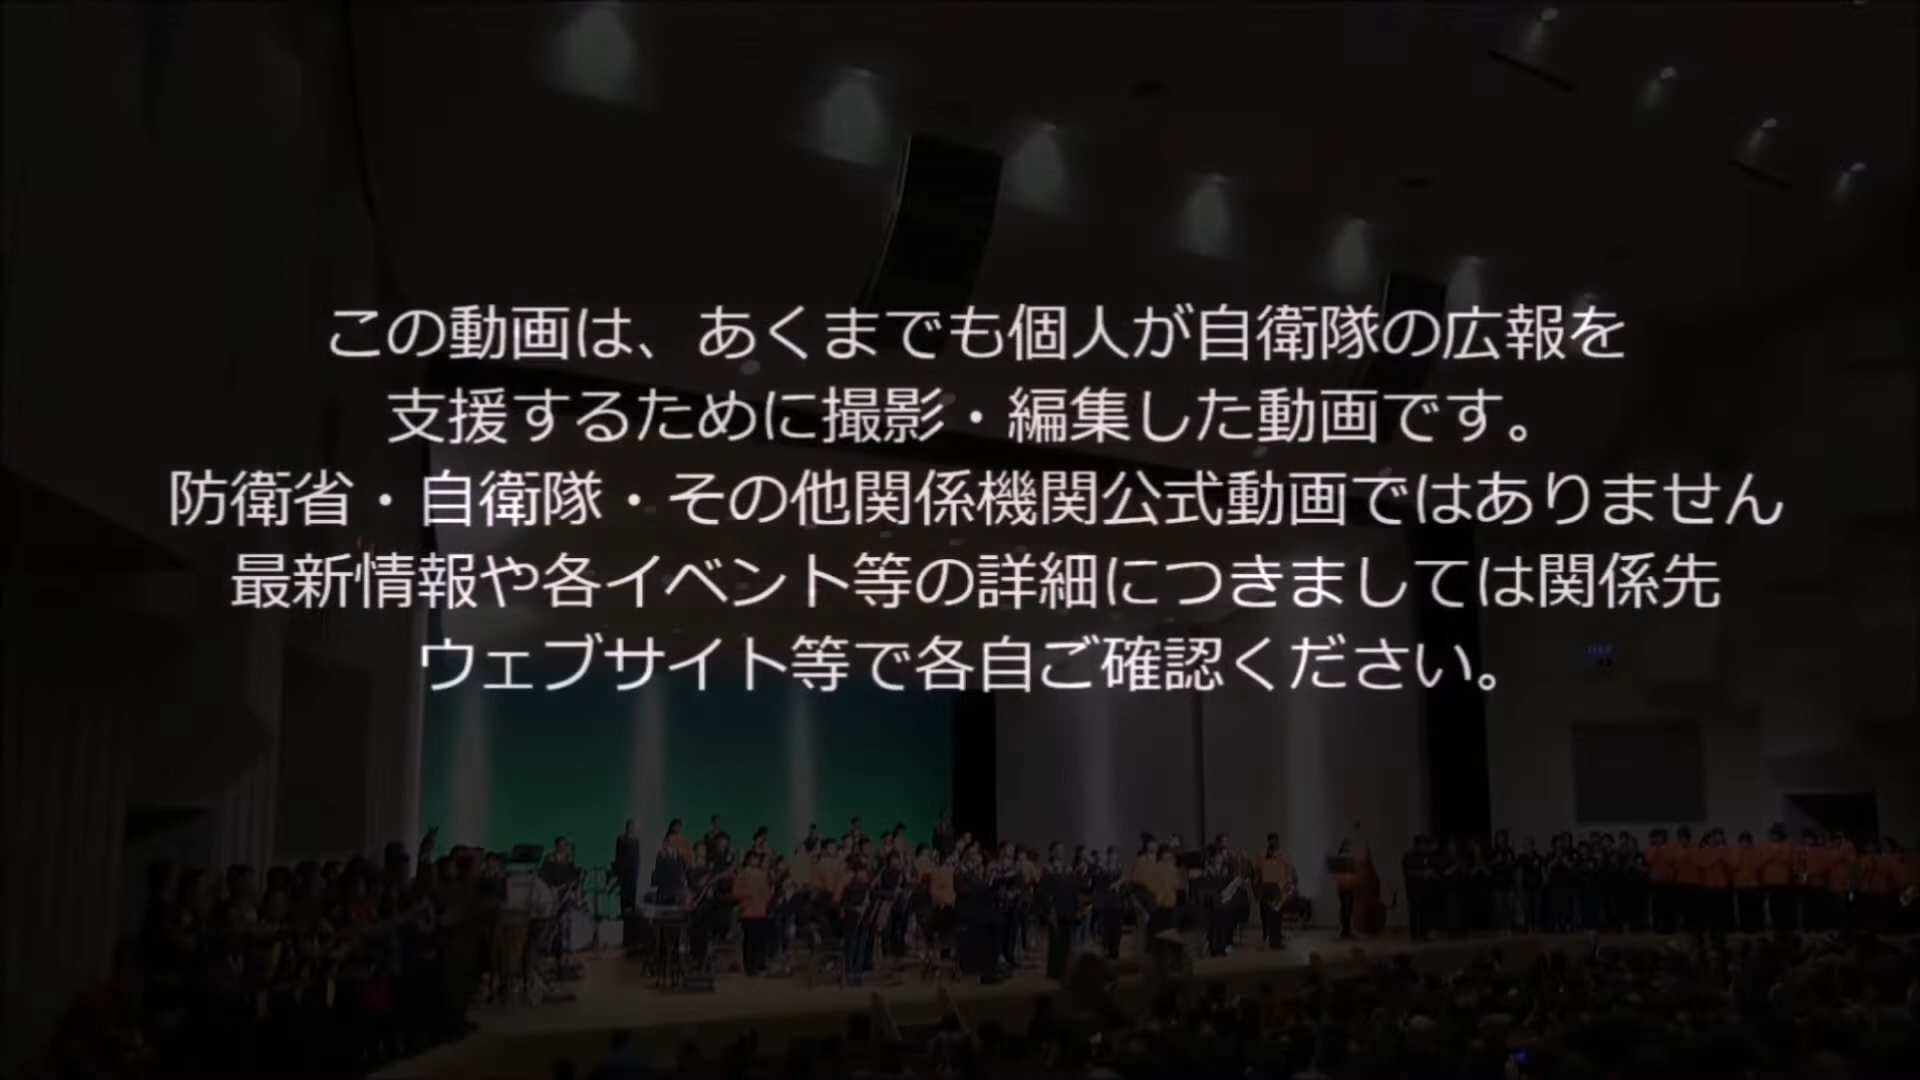 この動画は、あくまでも個人が自衛隊の広報を
支援するために撮影・編集した動画です。
防衛省・自衛隊・その他関係機関公式動画ではありません
最新情報や各イベント等の詳細につきましては関係先
ウェブサイト等で各自ご確認ください。